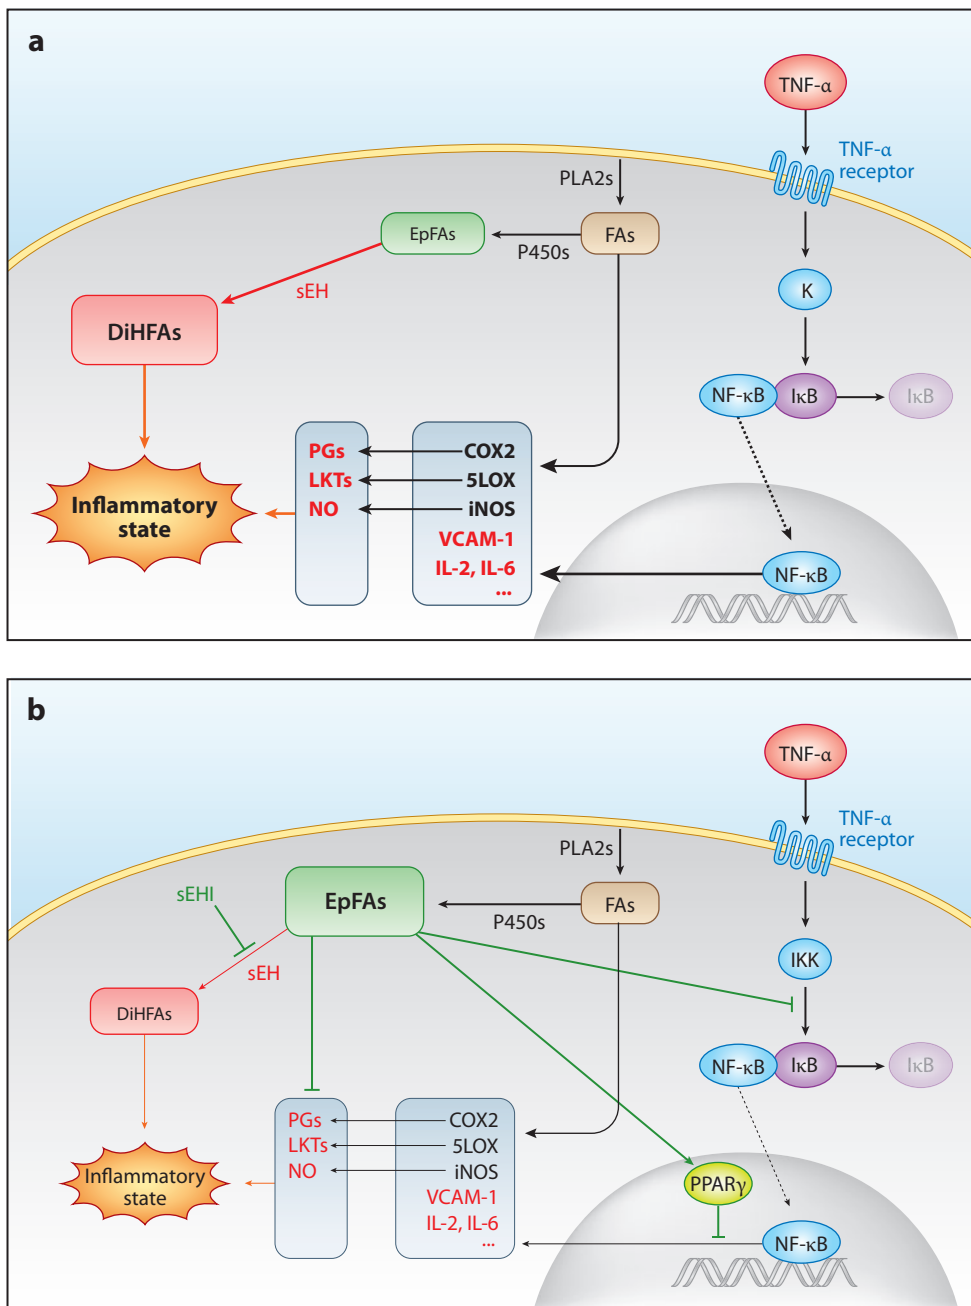 a
TNF-α
TNF-α
receptor
PLA2s
EpFAs
P450s
FAs
sEH
K
DiHFAs
NF-κB
IκB
IκB
PGs
COX2
LKTs
5LOX
NO
iNOS
Inflammatory
state
VCAM-1
IL-2, IL-6
...
NF-κB
b
TNF-α
TNF-α
receptor
PLA2s
sEHI
EpFAs
P450s
FAs
sEH
IKK
DiHFAs
NF-κB
IκB
IκB
PGs
COX2
LKTs
5LOX
NO
iNOS
Inflammatory
state
VCAM-1
IL-2, IL-6
...
PPARγ
NF-κB